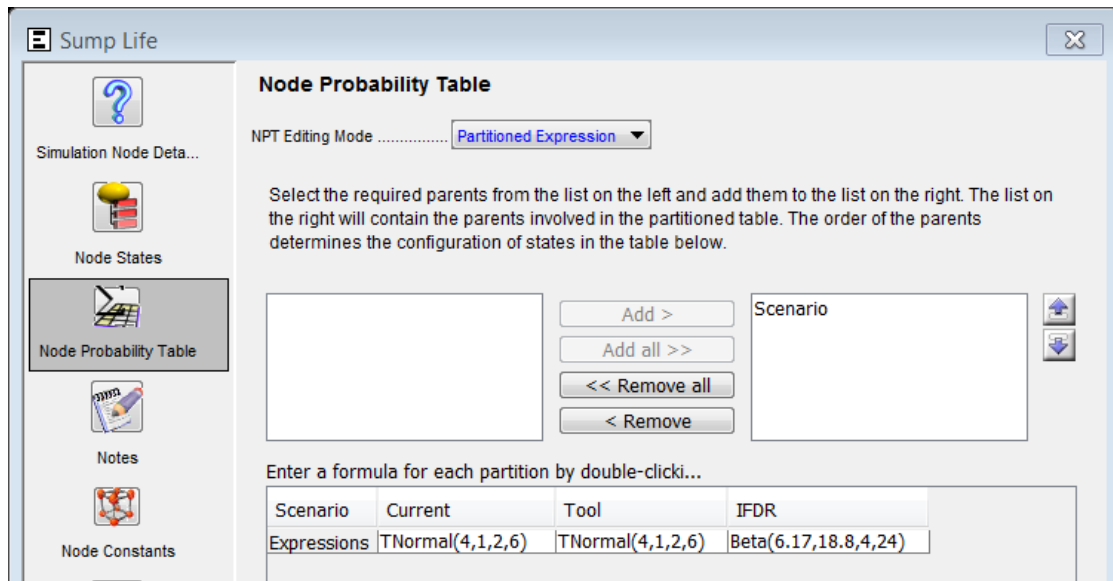 Sump Life
Simulation Node Deta...
Node States
Node Probability Table
Notes
Node Constants
Node Probability Table
NPT Editing Mode ................ Partitioned Expression
Select the required parents from the list on the left and add them to the list on the right. The list on
the right will contain the parents involved in the partitioned table. The order of the parents
determines the configuration of states in the table below.
Add >
Add all >>
<< Remove all
< Remove
Scenario
Enter a formula for each partition by double-clicki...
Scenario Current Tool IFDR
Expressions TNormal(4,1,2,6) TNormal(4,1,2,6) Beta(6.17,18.8,4,24)